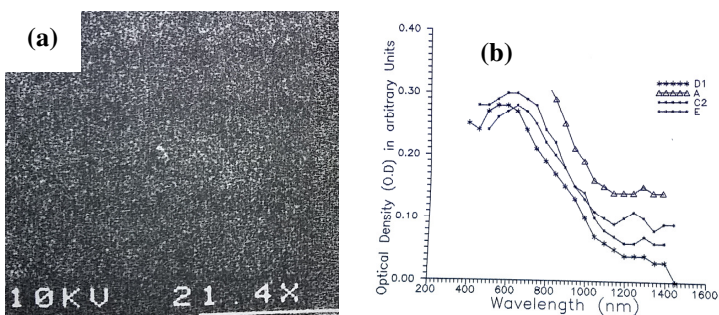 (a)
10KV 21.4X
(b)
Optical Density (O.D) in arbitrary Units
0.40
0.30
0.20
0.10
0.00
200 400 600 800 1000 1200 1400 1600
Wavelength (nm)
D1
A
C2
E